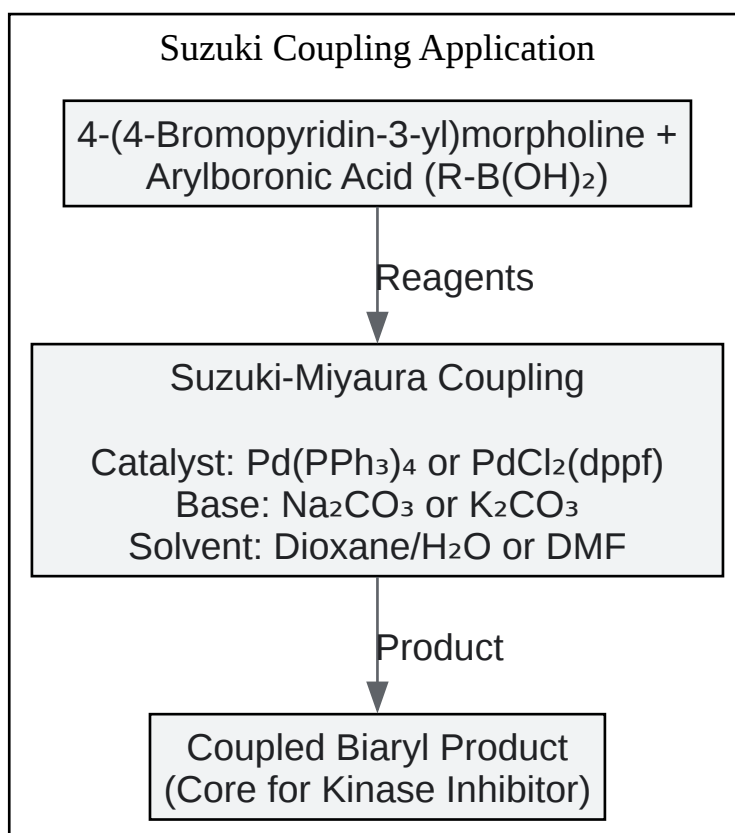 Suzuki Coupling Application
4-(4-Bromopyridin-3-yl)morpholine +
Arylboronic Acid (R-B(OH)₂)
Reagents
Suzuki-Miyaura Coupling
Catalyst: Pd(PPh₃)₄ or PdCl₂(dppf)
Base: Na₂CO₃ or K₂CO₃
Solvent: Dioxane/H₂O or DMF
Product
Coupled Biaryl Product
(Core for Kinase Inhibitor)